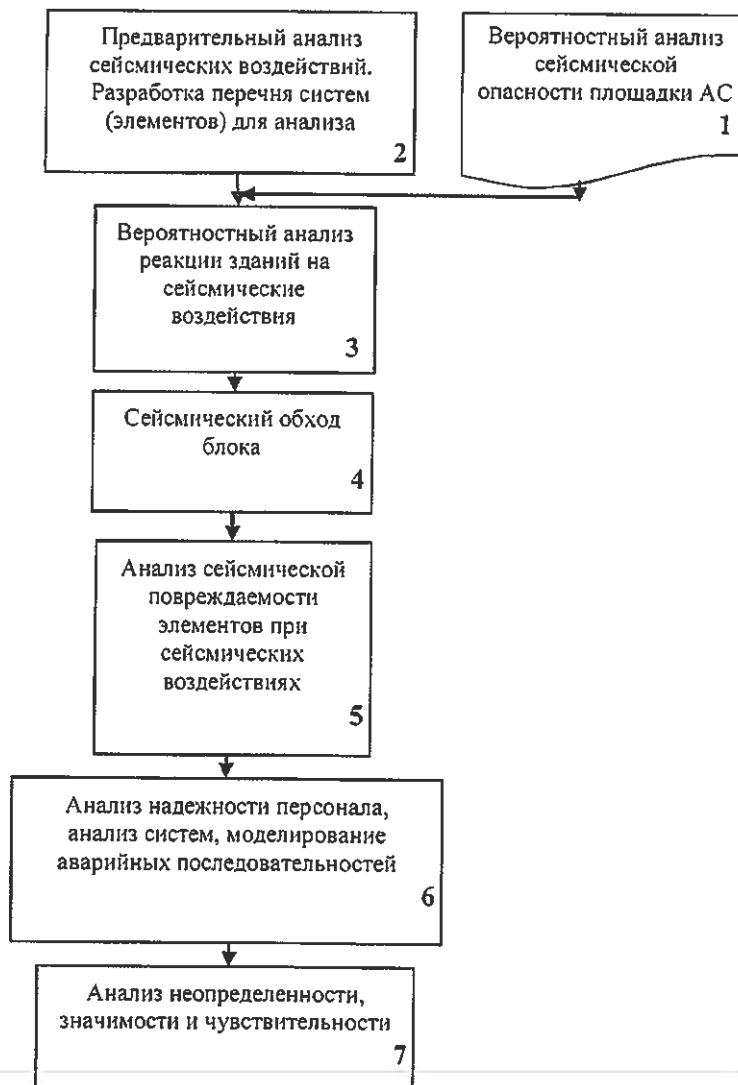 Предварительный анализ
сейсмических воздействий.
Разработка перечня систем
(элементов) для анализа
2
Вероятностный анализ
сейсмической
опасности площадки АС
1
Вероятностный анализ
реакции зданий на
сейсмические
воздействия
3
Сейсмический обход
блока
4
Анализ сейсмической
повреждаемости
элементов при
сейсмических
воздействиях
5
Анализ надежности персонала,
анализ систем, моделирование
аварийных последовательностей
6
Анализ неопределенности,
значимости и чувствительности
7